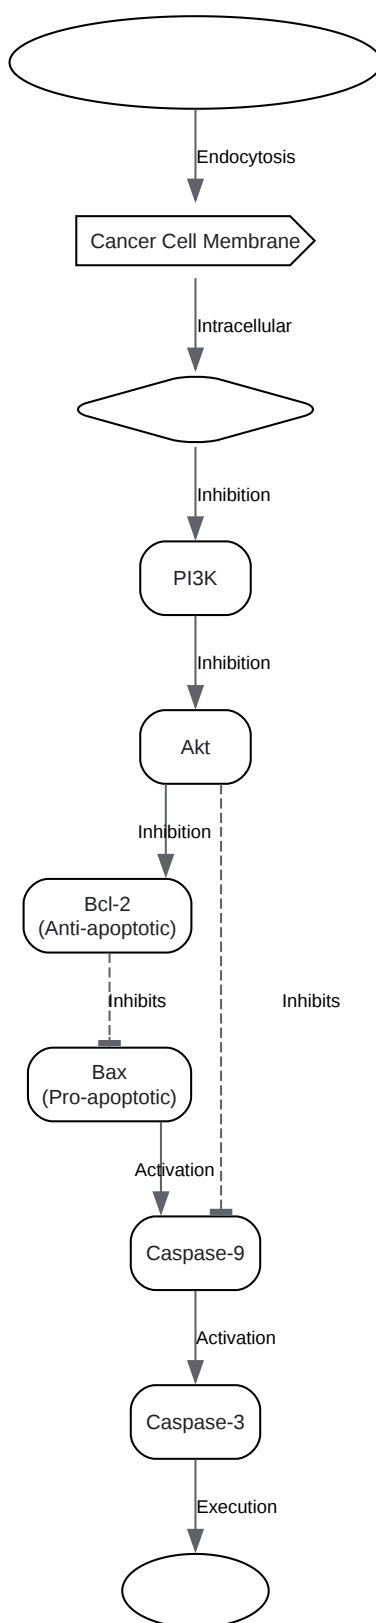 Endocytosis
Cancer Cell Membrane
Intracellular
Inhibition
PI3K
Inhibition
Akt
Inhibition
Bcl-2
(Anti-apoptotic)
Inhibits
Inhibits
Bax
(Pro-apoptotic)
Activation
Caspase-9
Activation
Caspase-3
Execution